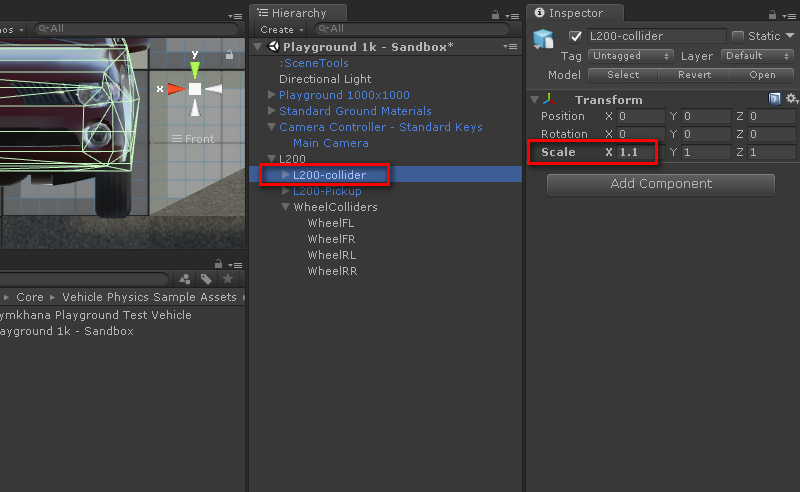 nos
All
y
x
Front
Core ▸ Vehicle Physics Sample Assets
ymkhana Playground Test Vehicle
ayground 1k - Sandbox
Hierarchy
Create
All
Playground 1k - Sandbox*
:SceneTools
Directional Light
Playground 1000x1000
Standard Ground Materials
Camera Controller - Standard Keys
Main Camera
L200
L200-collider
L200-Pickup
WheelColliders
WheelFL
WheelFR
WheelRL
WheelRR
Inspector
L200-collider Static
Tag Untagged Layer Default
Model Select Revert Open
Transform
Position X 0 Y 0 Z 0
Rotation X 0 Y 0 Z 0
Scale X 1.1 Y 1 Z 1
Add Component